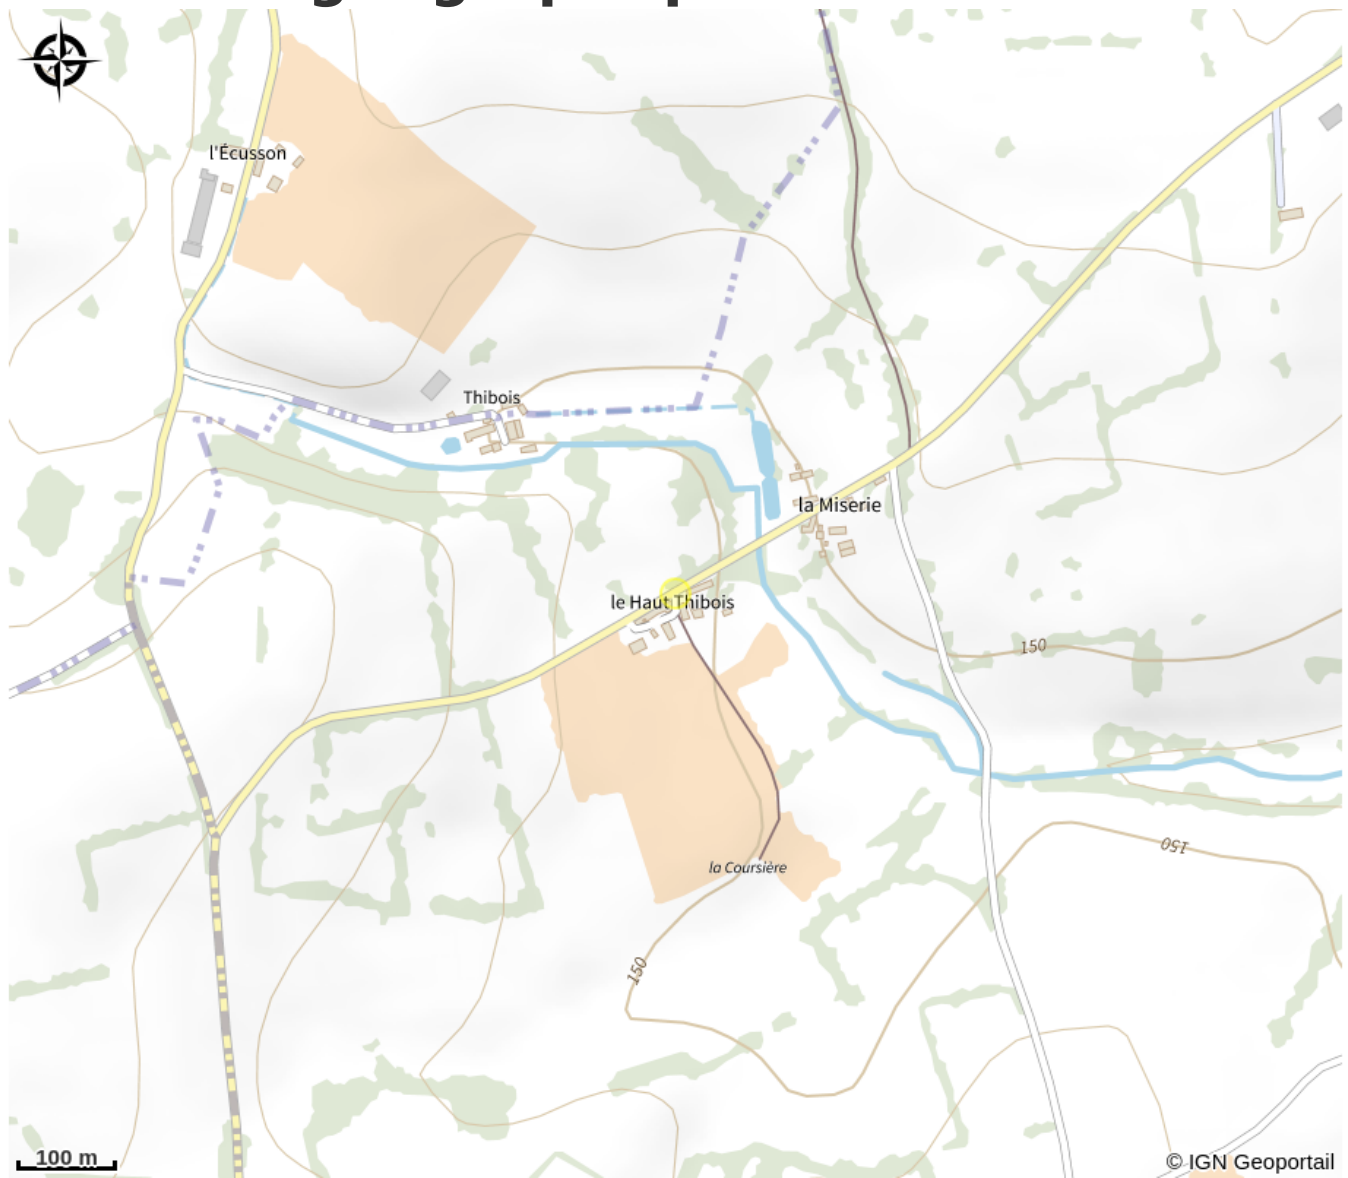 l'Écusson
Thibois
la Miserie
le Haut Thibois
150
150
la Coursière
150
100 m
© IGN Geoportail